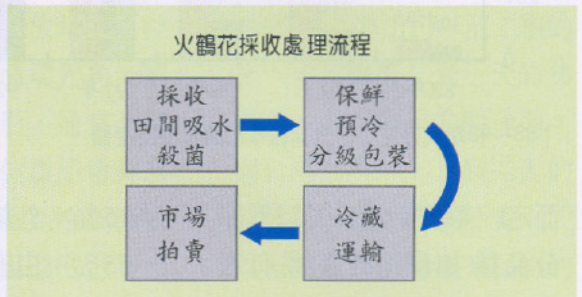 火鶴花採收處理流程
採收
田間吸水
殺菌
保鮮
預冷
分級包裝
冷藏
運輸
市場
拍賣